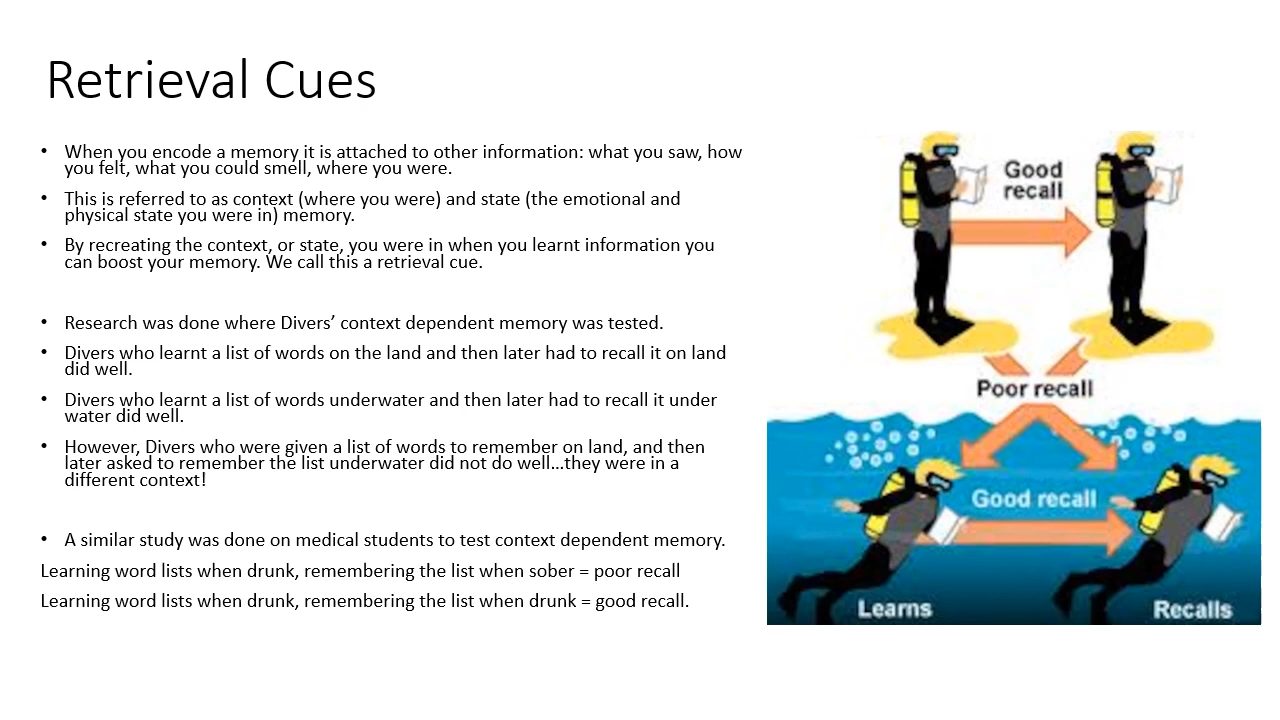 Retrieval Cues
• When you encode a memory it is attached to other information: what you saw, how
you felt, what you could smell, where you were.
• This is referred to as context (where you were) and state (the emotional and
physical state you were in) memory.
• By recreating the context, or state, you were in when you learnt information you
can boost your memory. We call this a retrieval cue.
• Research was done where Divers’ context dependent memory was tested.
• Divers who learnt a list of words on the land and then later had to recall it on land
did well.
• Divers who learnt a list of words underwater and then later had to recall it under
water did well.
• However, Divers who were given a list of words to remember on land, and then
later asked to remember the list underwater did not do well…they were in a
different context!
• A similar study was done on medical students to test context dependent memory.
Learning word lists when drunk, remembering the list when sober = poor recall
Learning word lists when drunk, remembering the list when drunk = good recall.
Good
recall
Poor recall
Good recall
Learns
Recalls